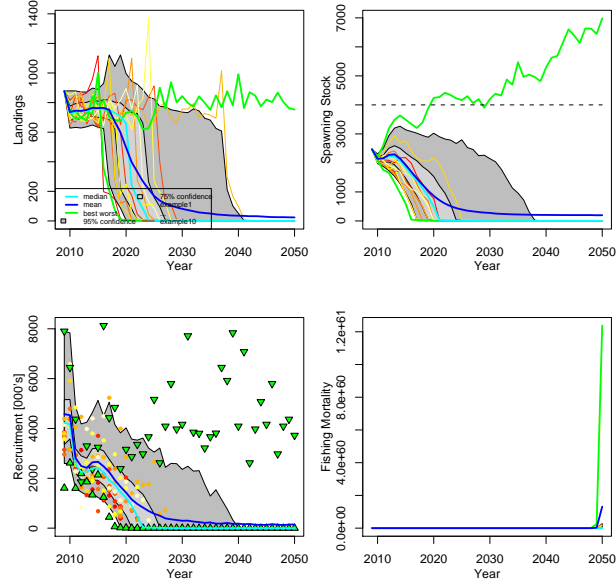 Landings
0 200 600 1000 1400
median
mean
best worst
95% confidence
75% confidence
example1
example10
2010 2020 2030 2040 2050
Year
Spawning Stock
0 1000 3000 5000 7000
2010 2020 2030 2040 2050
Year
Recruitment [000's]
0 2000 4000 6000 8000
2010 2020 2030 2040 2050
Year
Fishing Mortality
0.0e+00 4.0e+60 8.0e+60 1.2e+61
2010 2020 2030 2040 2050
Year